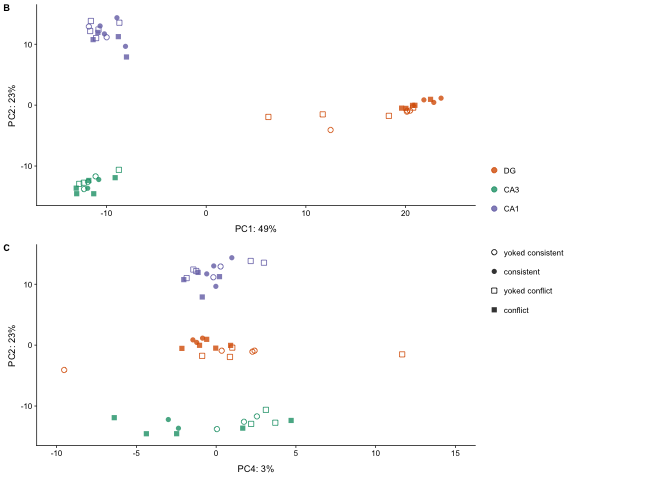 B
10
0
-10
PC2: 23%
-10
0
10
20
PC1: 49%
DG
CA3
CA1
C
10
0
-10
PC2: 23%
-10
-5
0
5
10
15
PC4: 3%
yoked consistent
consistent
yoked conflict
conflict